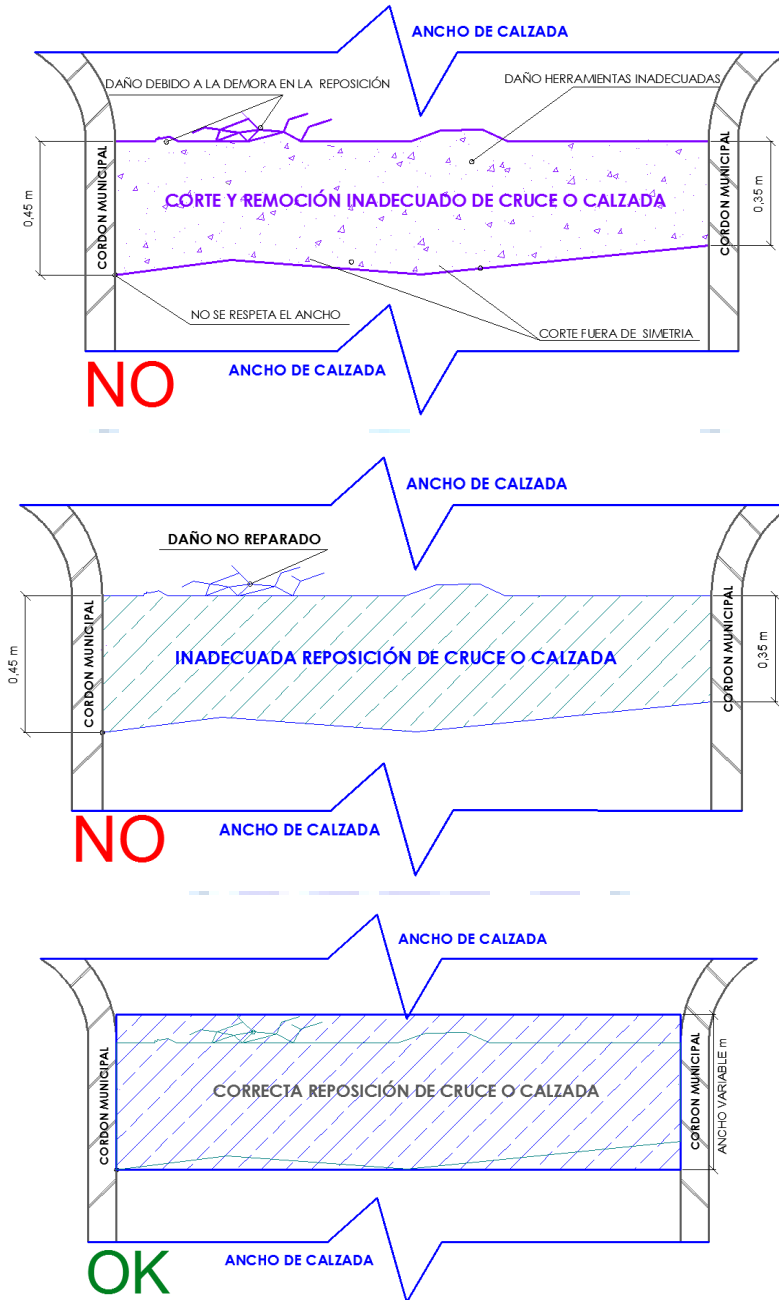 ANCHO DE CALZADA
DAÑO DEBIDO A LA DEMORA EN LA REPOSICIÓN
DAÑO HERRAMIENTAS INADECUADAS
0,45 m
CORDON MUNICIPAL
CORTE Y REMOCIÓN INADECUADO DE CRUCE O CALZADA
CORDON MUNICIPAL
0,35 m
NO SE RESPETA EL ANCHO
CORTE FUERA DE SIMETRIA
ANCHO DE CALZADA
NO
ANCHO DE CALZADA
DAÑO NO REPARADO
0,45 m
CORDON MUNICIPAL
INADECUADA REPOSICIÓN DE CRUCE O CALZADA
CORDON MUNICIPAL
0,35 m
ANCHO DE CALZADA
NO
ANCHO DE CALZADA
CORDON MUNICIPAL
CORRECTA REPOSICIÓN DE CRUCE O CALZADA
CORDON MUNICIPAL
ANCHO VARIABLE m
ANCHO DE CALZADA
OK